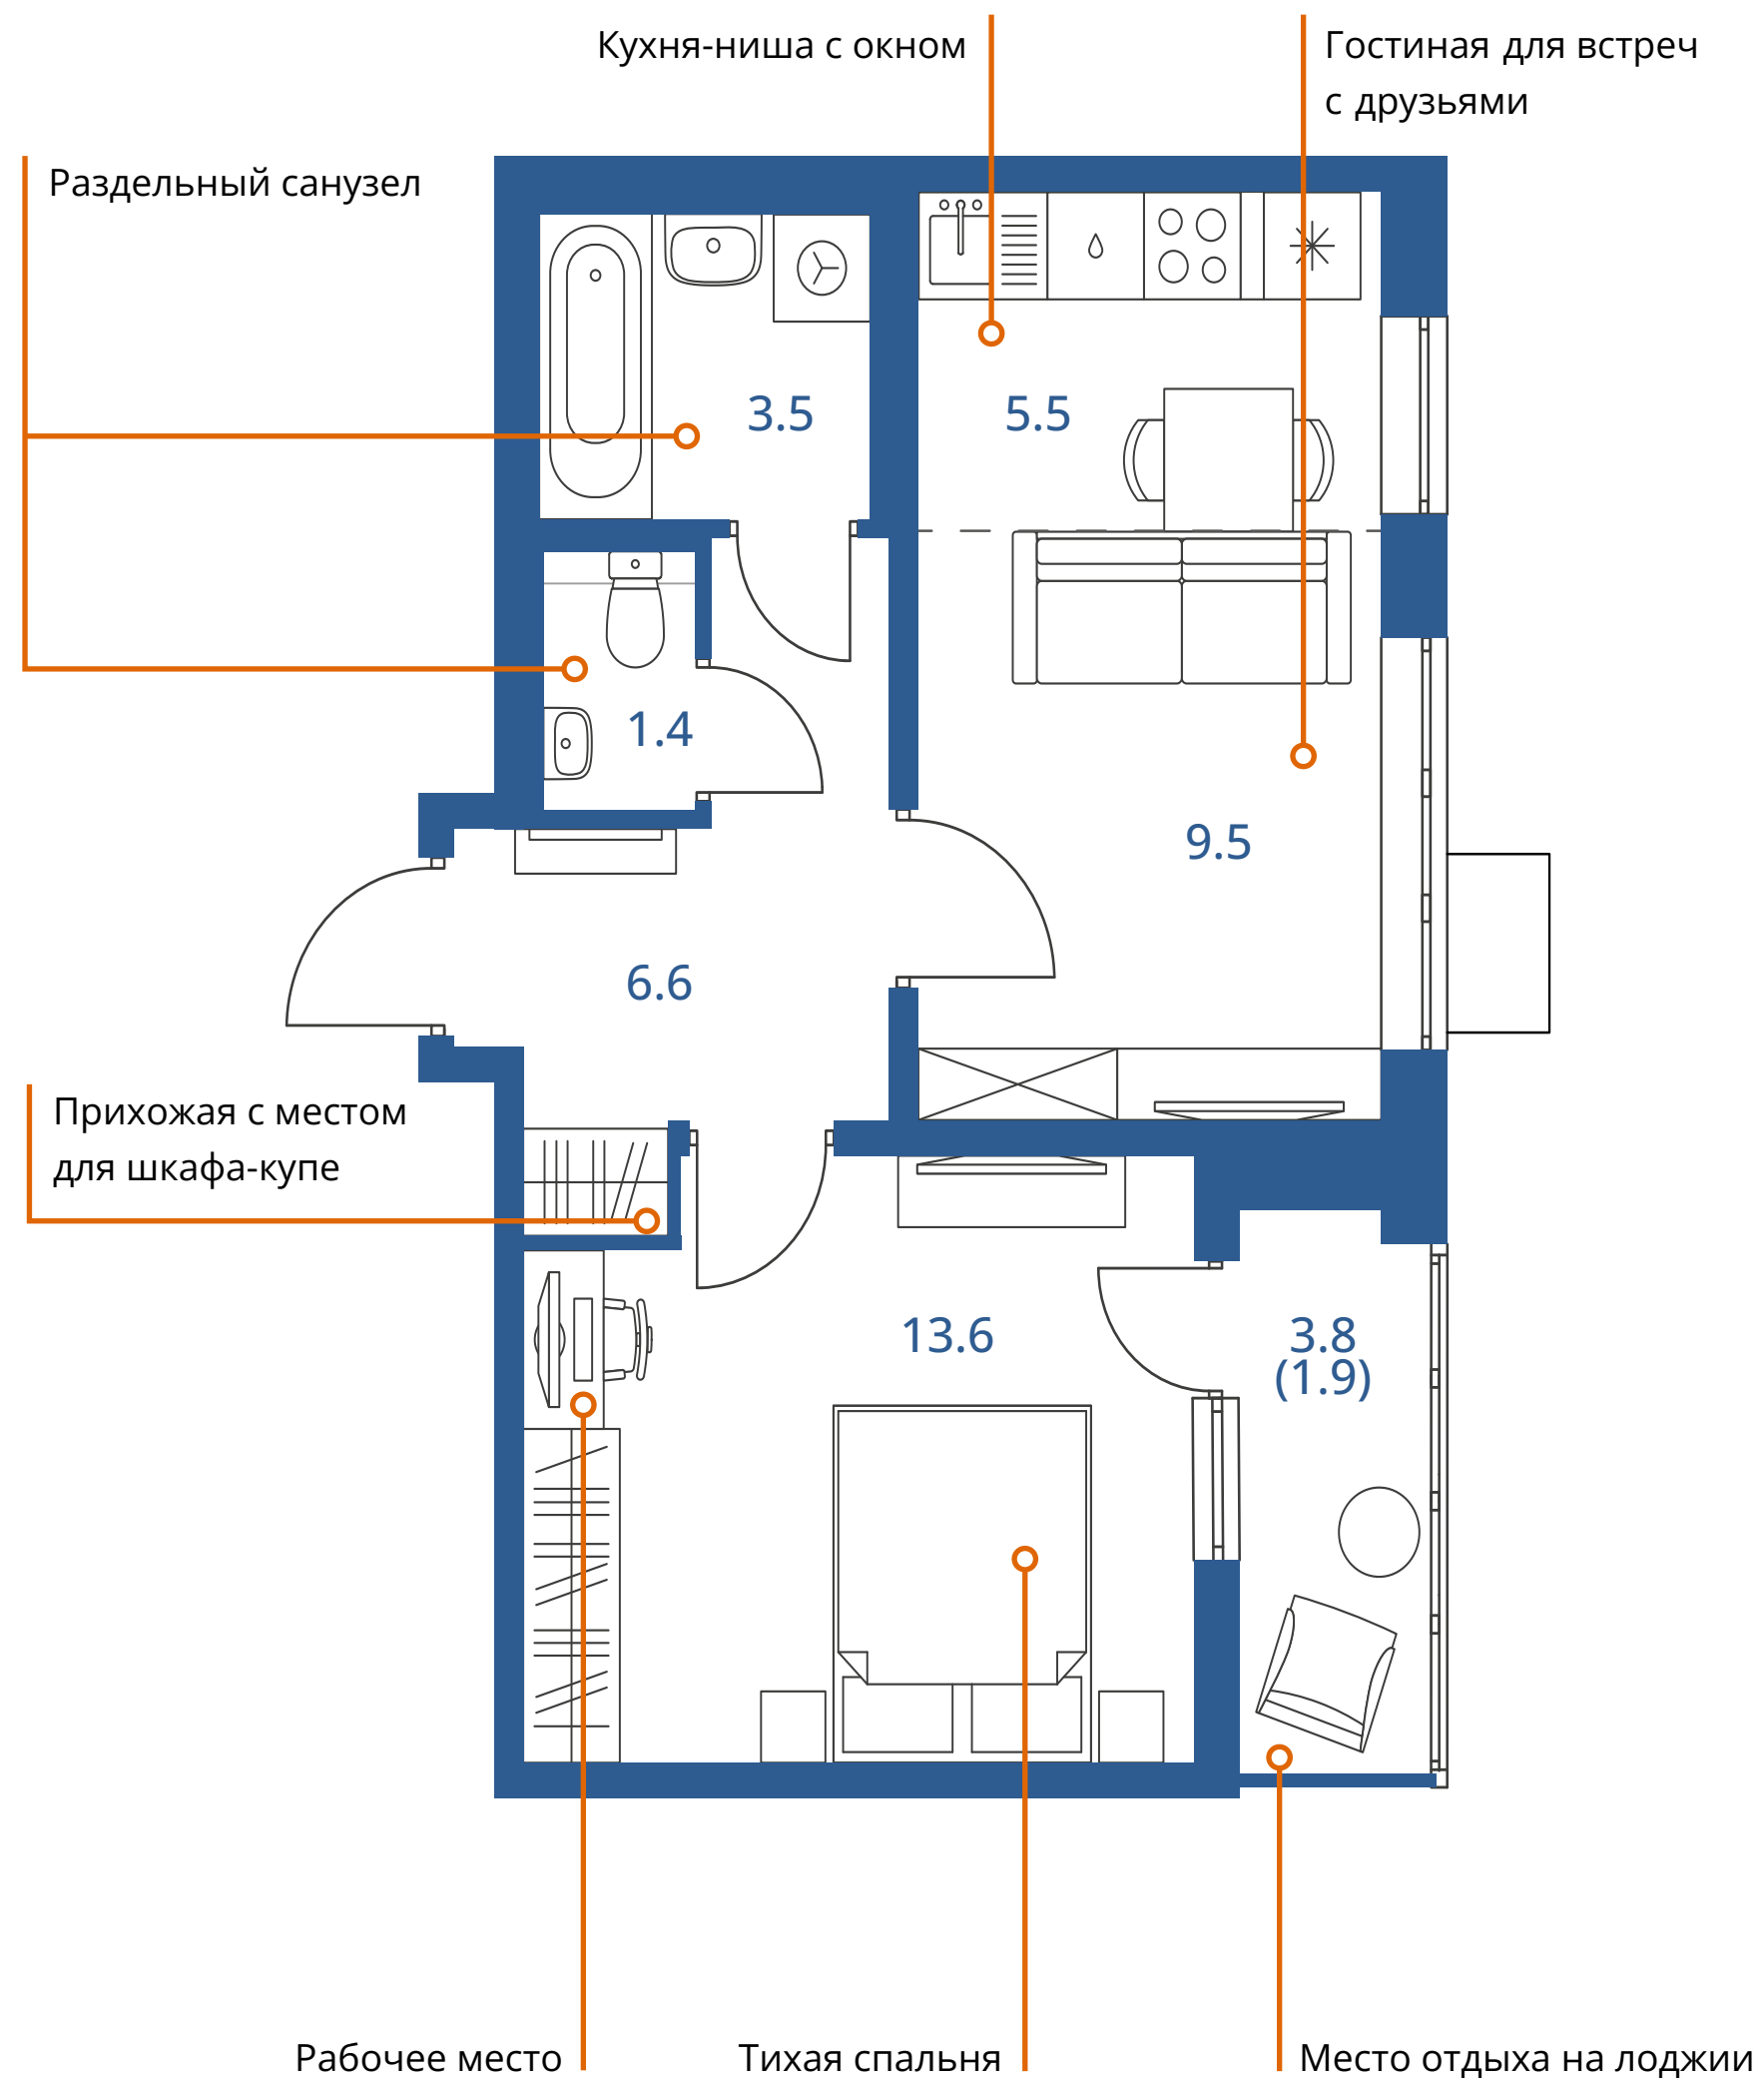 Кухня-ниша с окном
Гостиная для встреч
с друзьями
Раздельный санузел
3.5
5.5
1.4
9.5
6.6
Прихожая с местом
для шкафа-купе
13.6
3.8
(1.9)
Рабочее место
Тихая спальня
Место отдыха на лоджии